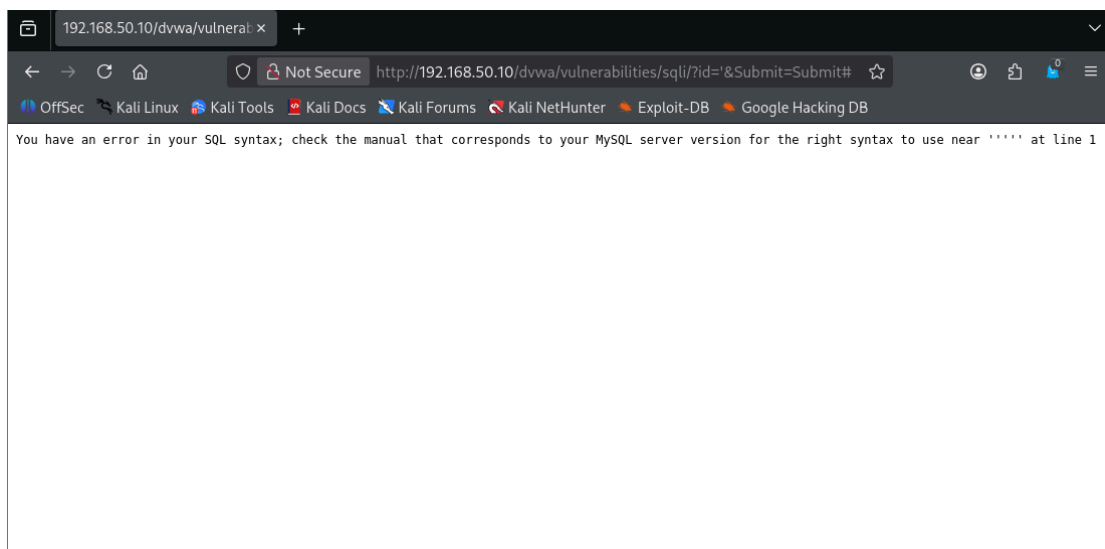 192.168.50.10/dvwa/vulnerab
Not Secure http://192.168.50.10/dvwa/vulnerabilities/sqli/?id='&Submit=Submit#
0
OffSec Kali Linux Kali Tools Kali Docs Kali Forums Kali NetHunter Exploit-DB Google Hacking DB
You have an error in your SQL syntax; check the manual that corresponds to your MySQL server version for the right syntax to use near ''''' at line 1